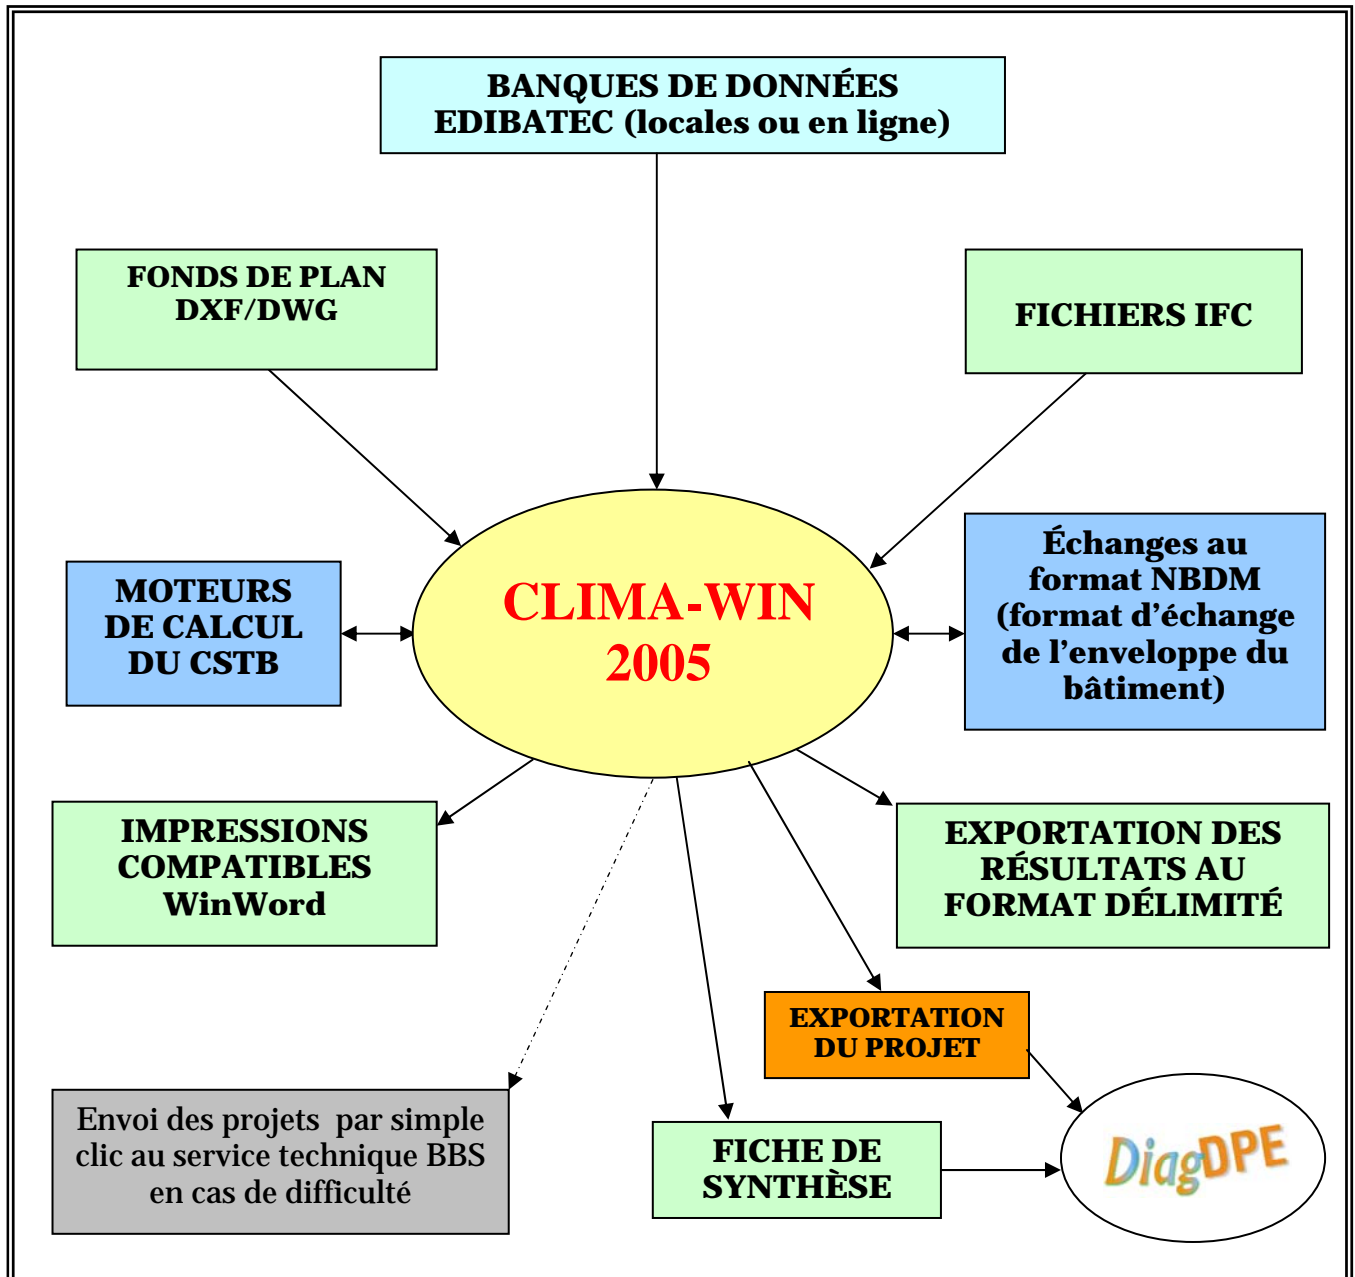 BANQUES DE DONNÉES
EDIBATEC (locales ou en ligne)
FONDS DE PLAN
DXF/DWG
FICHIERS IFC
MOTEURS
DE CALCUL
DU CSTB
CLIMA-WIN
2005
Échanges au
format NBDM
(format d'échange
de l'enveloppe du
bâtiment)
IMPRESSIONS
COMPATIBLES
WinWord
EXPORTATION DES
RÉSULTATS AU
FORMAT DÉLIMITÉ
EXPORTATION
DU PROJET
Envoi des projets par simple
clic au service technique BBS
en cas de difficulté
FICHE DE
SYNTHÈSE
DiagDPE